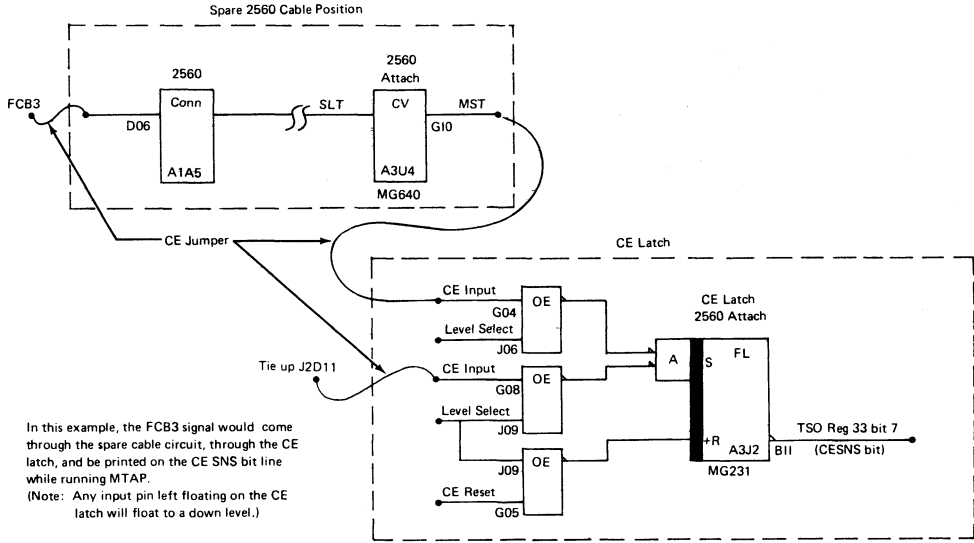 Spare 2560 Cable Position
2560
2560
Attach
FCB3
Conn
SLT
CV
MST
D06
GI0
A1A5
A3U4
MG640
CE Jumper
CE Latch
CE Input
OE
G04
CE Latch
2560 Attach
Level Select
J06
A
S
FL
Tie up J2D11
CE Input
OE
G08
Level Select
J09
TSO Reg 33 bit 7
+R
A3J2
BII
(CESNS bit)
OE
J09
MG231
CE Reset
G05
In this example, the FCB3 signal would come
through the spare cable circuit, through the CE
latch, and be printed on the CE SNS bit line
while running MTAP.
(Note: Any input pin left floating on the CE
latch will float to a down level.)